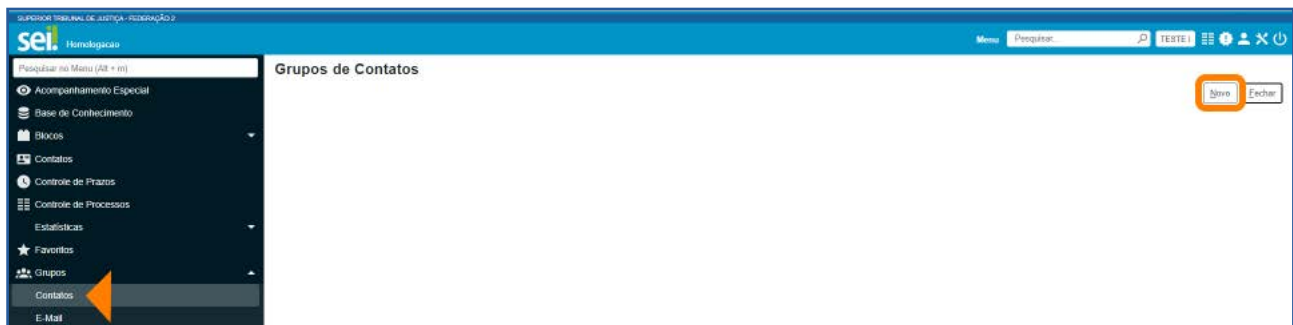 SUPERIOR TRIBUNAL DE JUSTIÇA - FEDERAÇÃO 2
sei! Homologacao
Menu Pesquisar... TESTE
Pesquisar no Menu (Alt + m)
Grupos de Contatos
Novo Fechar
Acompanhamento Especial
Base de Conhecimento
Blocos
Contatos
Controle de Prazos
Controle de Processos
Estatísticas
Favoritos
Grupos
Contatos
E-Mail